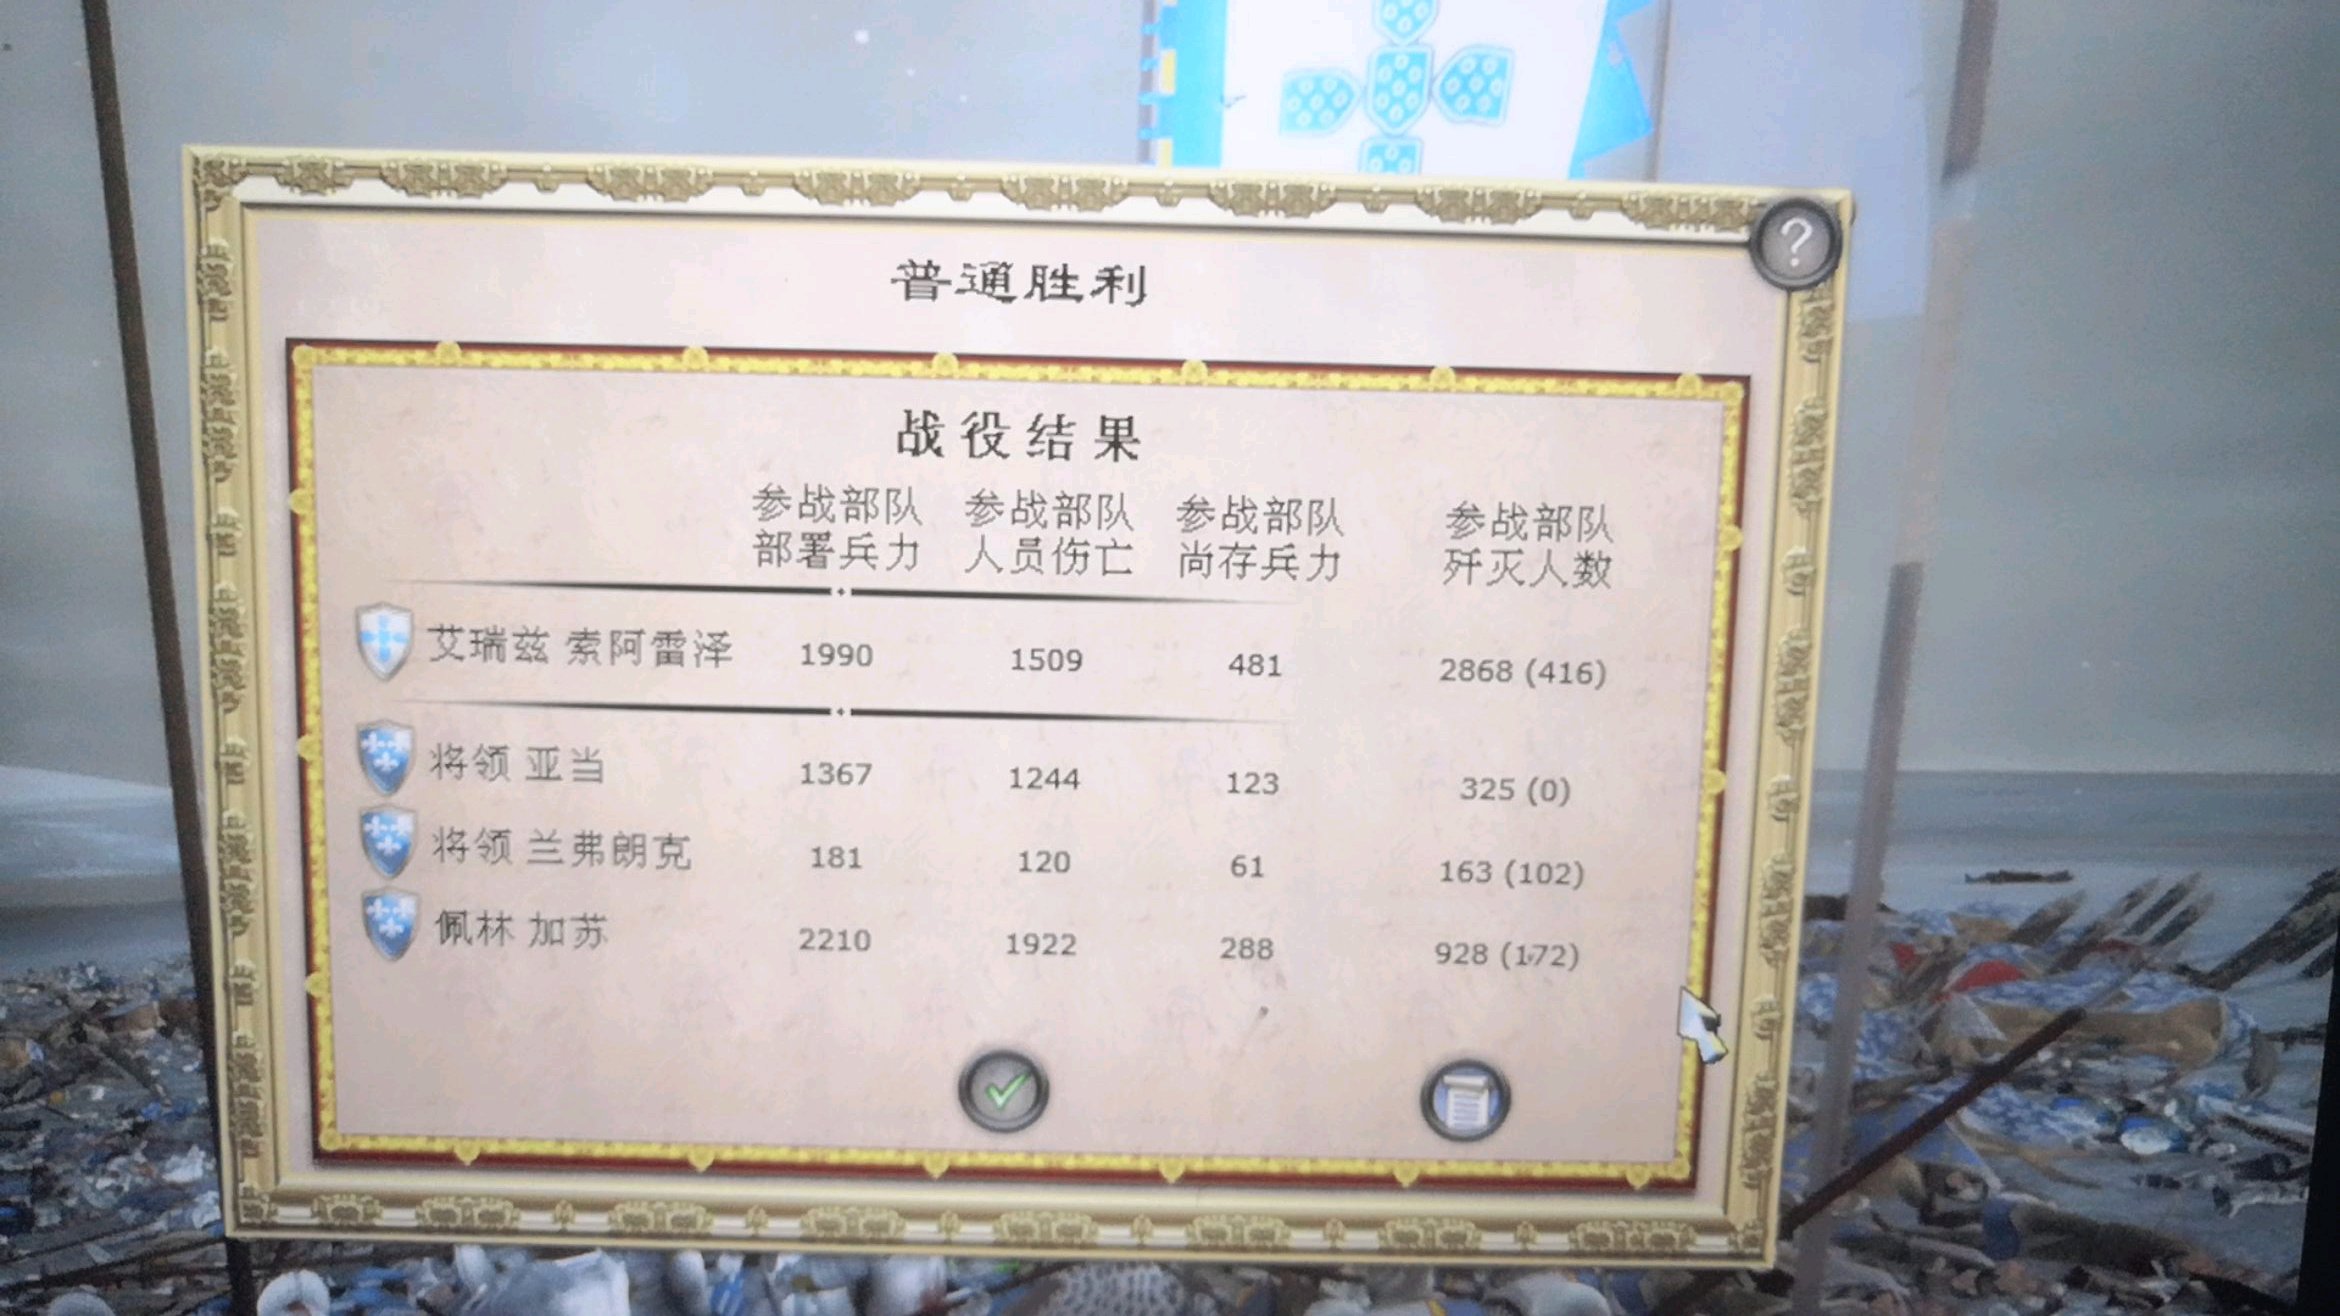 ?
普通胜利
战役结果
参战部队 参战部队 参战部队 参战部队
部署兵力 人员伤亡 尚存兵力 歼灭人数
艾瑞兹 索阿雷泽 1990 1509 481 2868 (416)
将领 亚当 1367 1244 123 325 (0)
将领 兰弗朗克 181 120 61 163 (102)
佩林 加苏 2210 1922 288 928 (172)